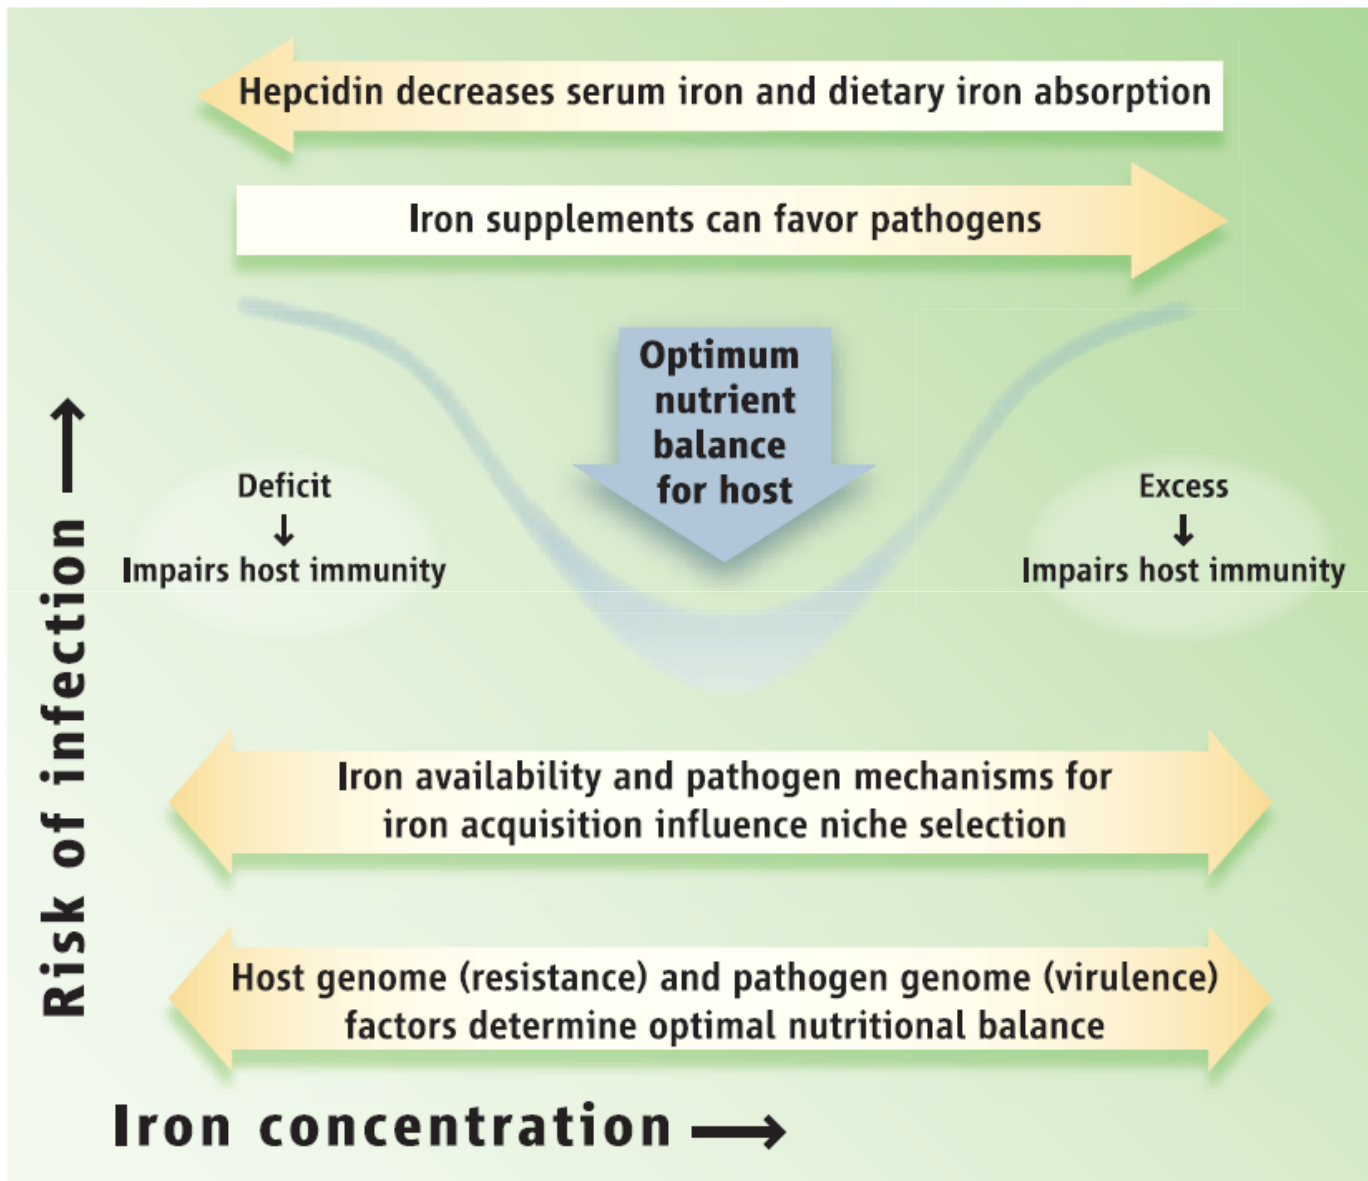 Hepcidin decreases serum iron and dietary iron absorption
Iron supplements can favor pathogens
Optimum
nutrient
balance
for host
Deficit
↓
Impairs host immunity
Excess
↓
Impairs host immunity
Risk of infection →
Iron availability and pathogen mechanisms for
iron acquisition influence niche selection
Host genome (resistance) and pathogen genome (virulence)
factors determine optimal nutritional balance
Iron concentration →